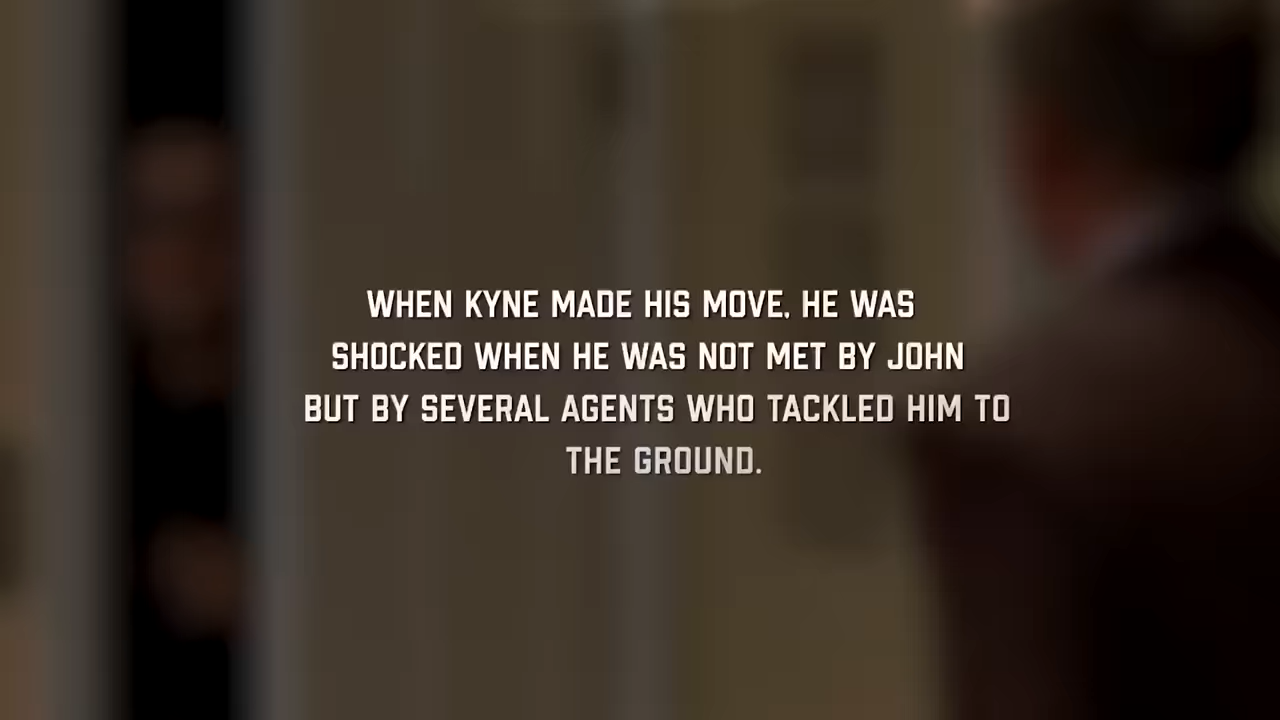 WHEN KYNE MADE HIS MOVE, HE WAS
SHOCKED WHEN HE WAS NOT MET BY JOHN
BUT BY SEVERAL AGENTS WHO TACKLED HIM TO
THE GROUND.